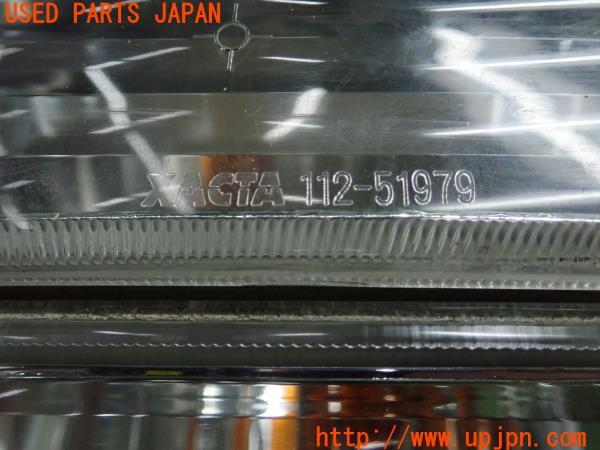 USED PARTS JAPAN
XACTA 112-51979
http://www.upjpn.com